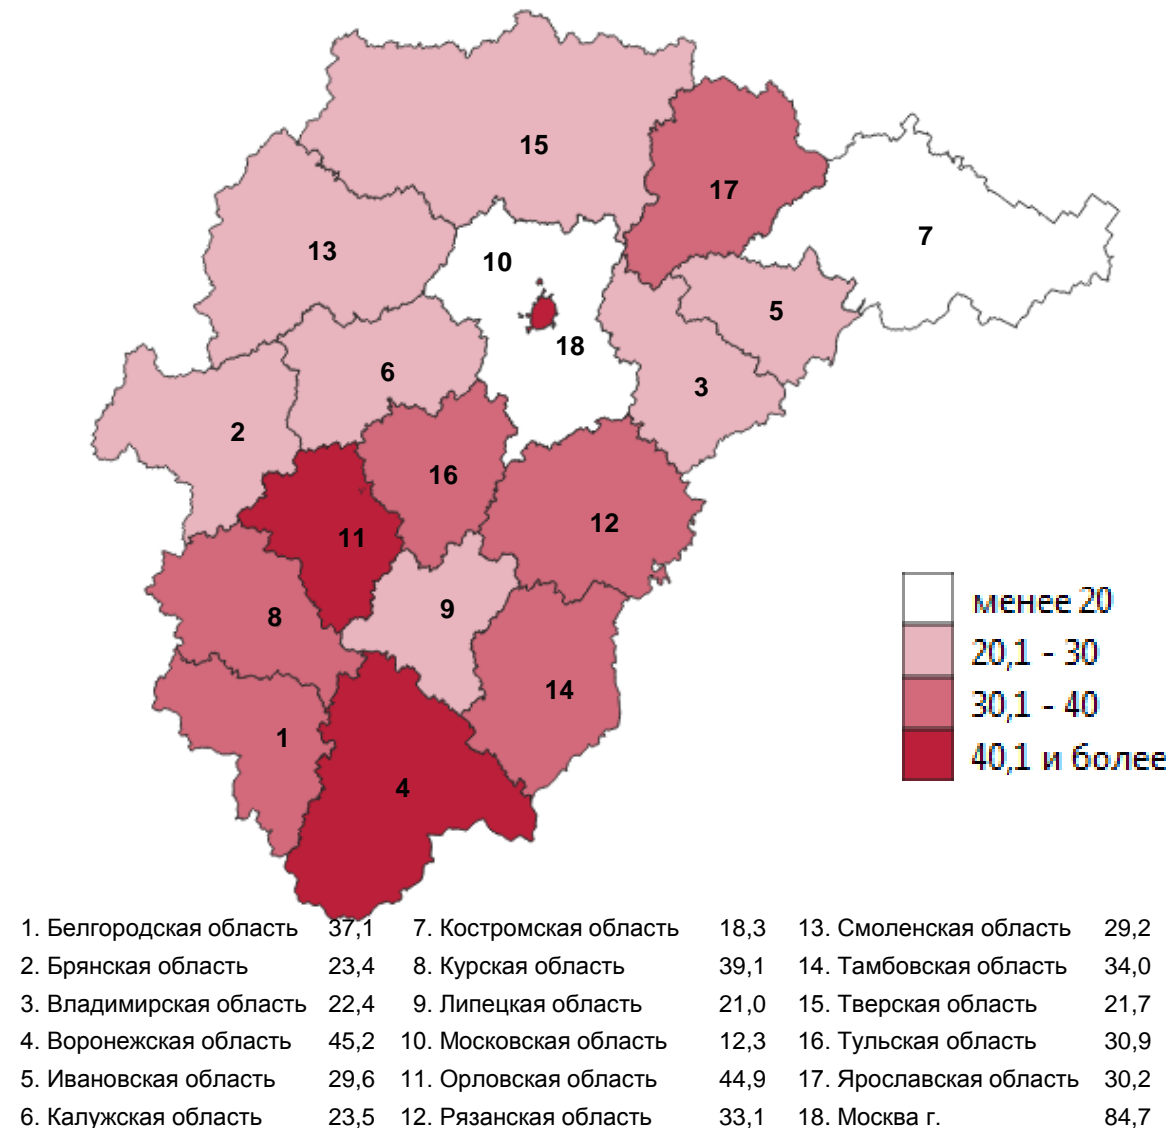 15
17
7
13
10
5
18
6
3
2
16
12
11
9
8
14
1
4
менее 20
20,1 - 30
30,1 - 40
40,1 и более
1. Белгородская область 37,1 7. Костромская область 18,3 13. Смоленская область 29,2
2. Брянская область 23,4 8. Курская область 39,1 14. Тамбовская область 34,0
3. Владимирская область 22,4 9. Липецкая область 21,0 15. Тверская область 21,7
4. Воронежская область 45,2 10. Московская область 12,3 16. Тульская область 30,9
5. Ивановская область 29,6 11. Орловская область 44,9 17. Ярославская область 30,2
6. Калужская область 23,5 12. Рязанская область 33,1 18. Москва г. 84,7